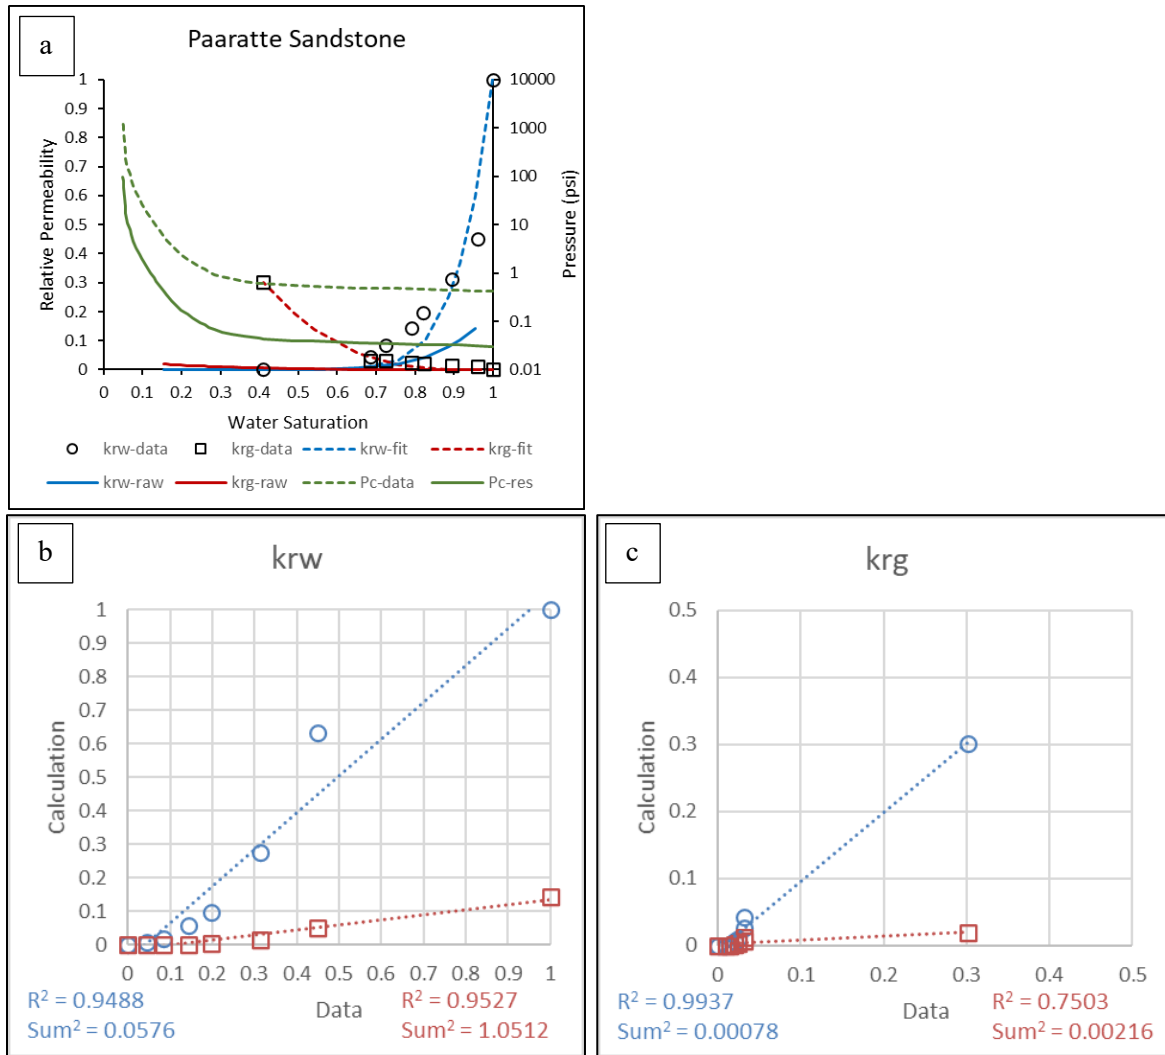 a
Paaratte Sandstone
1 10000
0.9
0.8 1000
0.7
0.6 100
0.5 10
0.4
0.3 1
0.2
0.1 0.1
0 0.01
Relative Permeability
Pressure (psi)
0 0.1 0.2 0.3 0.4 0.5 0.6 0.7 0.8 0.9 1
Water Saturation
krw-data krg-data krw-fit krg-fit
krw-raw krg-raw Pc-data Pc-res
b
krw
1
0.9
0.8
0.7
0.6
0.5
0.4
0.3
0.2
0.1
0
Calculation
0 0.1 0.2 0.3 0.4 0.5 0.6 0.7 0.8 0.9 1
Data
R² = 0.9488
Sum² = 0.0576
R² = 0.9527
Sum² = 1.0512
c
krg
0.5
0.4
0.3
0.2
0.1
0
Calculation
0 0.1 0.2 0.3 0.4 0.5
Data
R² = 0.9937
Sum² = 0.00078
R² = 0.7503
Sum² = 0.00216